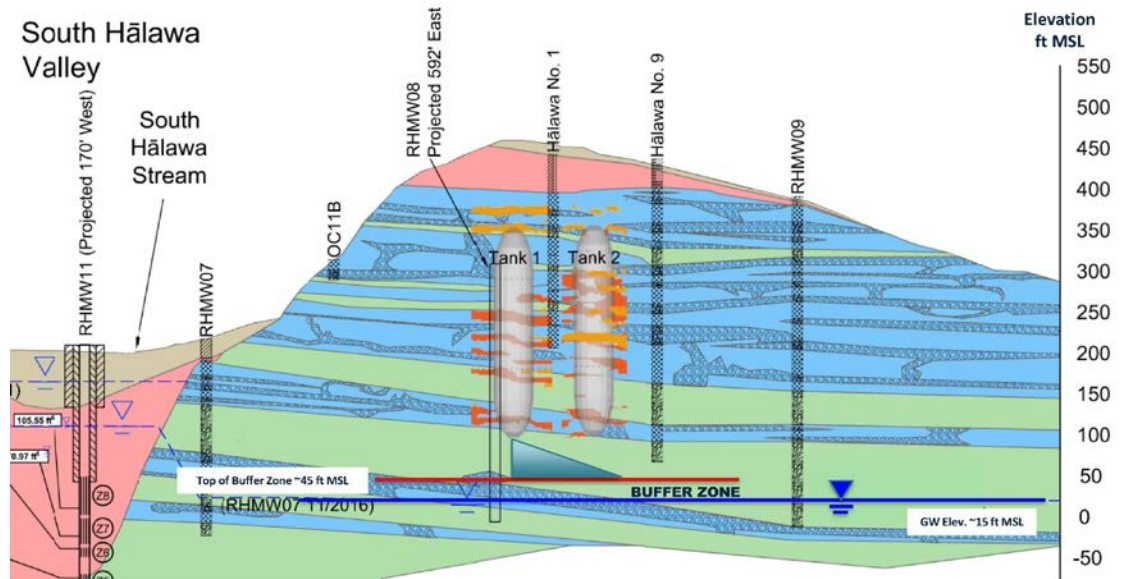 South Hālawa
Valley
South
Hālawa
Stream
RHMW11 (Projected 170' West)
RHMW07
OC11B
RHMW08
Projected 592' East
Hālawa No. 1
Hālawa No. 9
RHMW09
Elevation
ft MSL
550
500
450
400
350
300
250
200
150
100
50
0
-50
Tank 1
Tank 2
105.55 ft
0.97 ft
Top of Buffer Zone ~45 ft MSL
BUFFER ZONE
(RHMW07 11/2016)
GW Elev. ~15 ft MSL
Z8
Z7
Z6